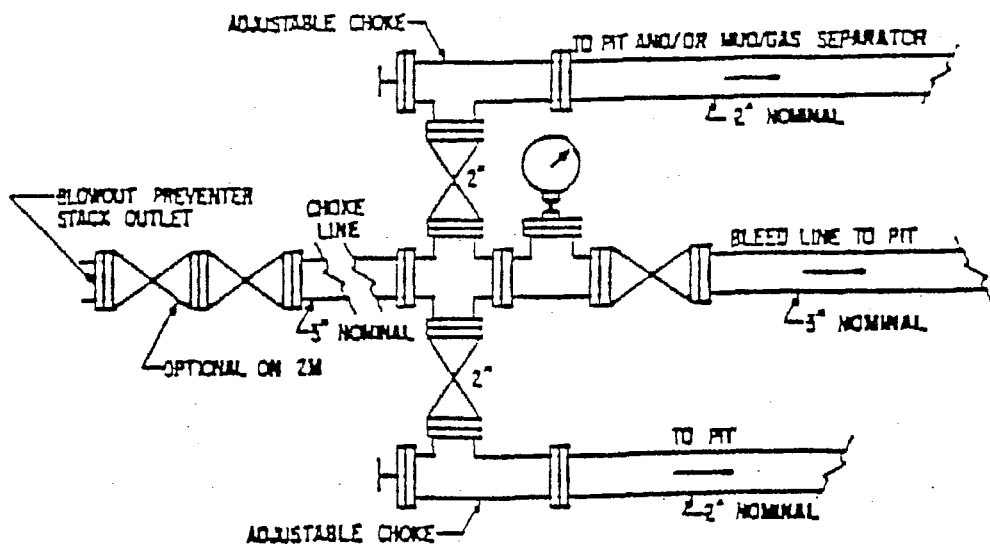 ADJUSTABLE CHOKE
TO PIT AND/OR MUD/GAS SEPARATOR
2" NOMINAL
2"
BLOWOUT PREVENTER
STACK OUTLET
CHOKE
LINE
BLEED LINE TO PIT
3" NOMINAL
3" NOMINAL
OPTIONAL ON 2M
2"
TO PIT
2" NOMINAL
ADJUSTABLE CHOKE